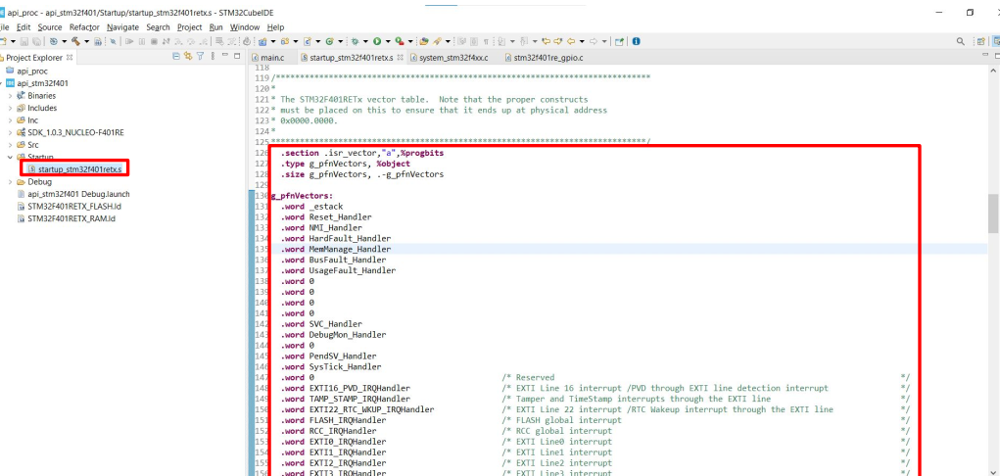 api_proc - api_stm32f401/Startup/startup_stm32f401retx.s - STM32CubeIDE
File Edit Source Refactor Navigate Search Project Run Window Help
Project Explorer
api_proc
api_stm32f401
Binaries
Includes
Inc
SDK_1.0.3_NUCLEO-F401RE
Src
Startup
startup_stm32f401retx.s
Debug
api_stm32f401 Debug.launch
STM32F401RETX_FLASH.ld
STM32F401RETX_RAM.ld
main.c startup_stm32f401retx.s system_stm32f4xx.c stm32f401re_gpio.c
118
119 /******************************************************************************
120 *
121 * The STM32F401RETx vector table. Note that the proper constructs
122 * must be placed on this to ensure that it ends up at physical address
123 * 0x0000.0000.
124 *
125 ******************************************************************************/
126 .section .isr_vector,"a",%progbits
127 .type g_pfnVectors, %object
128 .size g_pfnVectors, .-g_pfnVectors
129
130 g_pfnVectors:
131 .word _estack
132 .word Reset_Handler
133 .word NMI_Handler
134 .word HardFault_Handler
135 .word MemManage_Handler
136 .word BusFault_Handler
137 .word UsageFault_Handler
138 .word 0
139 .word 0
140 .word 0
141 .word 0
142 .word SVC_Handler
143 .word DebugMon_Handler
144 .word 0
145 .word PendSV_Handler
146 .word SysTick_Handler
147 .word 0 /* Reserved */
148 .word EXTI16_PVD_IRQHandler /* EXTI Line 16 interrupt /PVD through EXTI line detection interrupt */
149 .word TAMP_STAMP_IRQHandler /* Tamper and TimeStamp interrupts through the EXTI line */
150 .word EXTI22_RTC_WKUP_IRQHandler /* EXTI Line 22 interrupt /RTC Wakeup interrupt through the EXTI line */
151 .word FLASH_IRQHandler /* FLASH global interrupt */
152 .word RCC_IRQHandler /* RCC global interrupt */
153 .word EXTI0_IRQHandler /* EXTI Line0 interrupt */
154 .word EXTI1_IRQHandler /* EXTI Line1 interrupt */
155 .word EXTI2_IRQHandler /* EXTI Line2 interrupt */
156 .word EXTI3_IRQHandler /* EXTI Line3 interrupt */